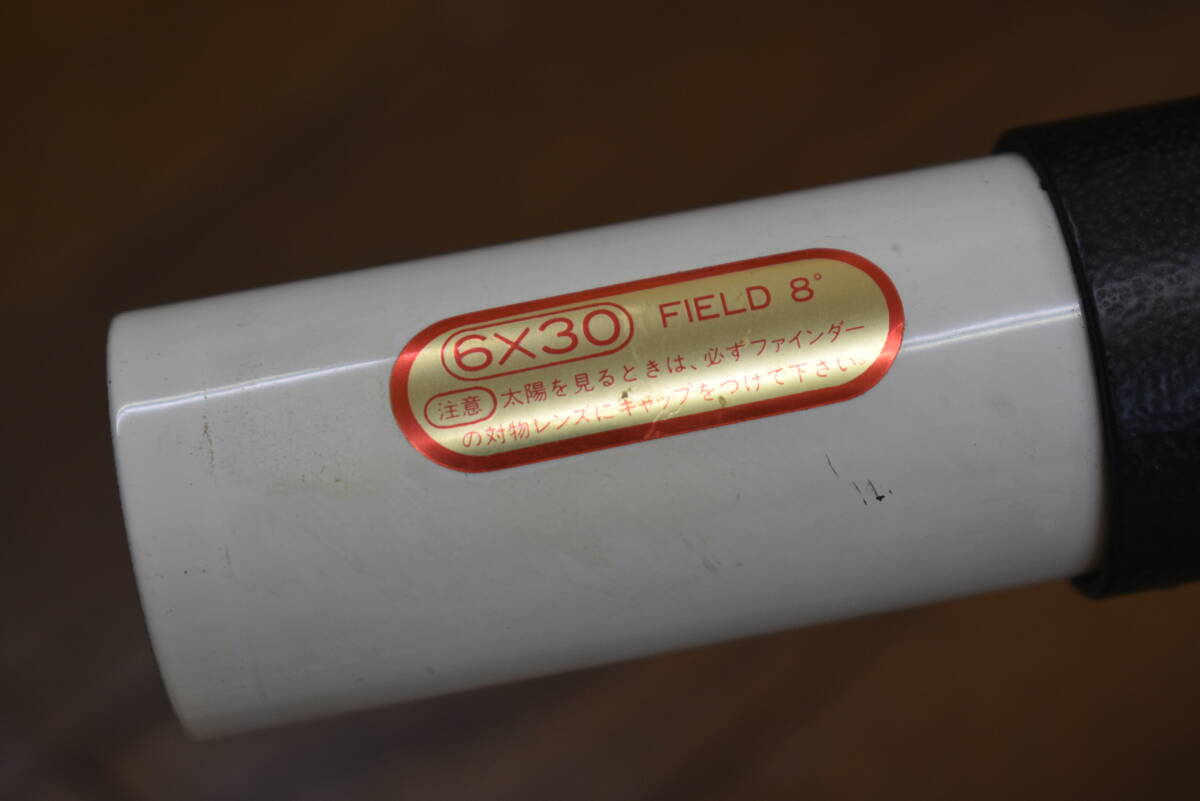 6×30 FIELD 8°
注意 太陽を見るときは、必ずファインダー
の対物レンズにキャップをつけて下さい。